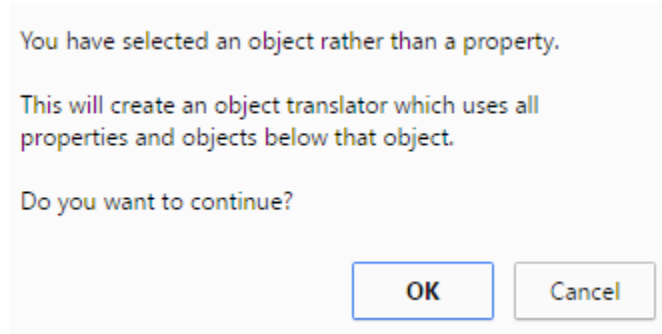 You have selected an object rather than a property.
This will create an object translator which uses all
properties and objects below that object.
Do you want to continue?
OK
Cancel